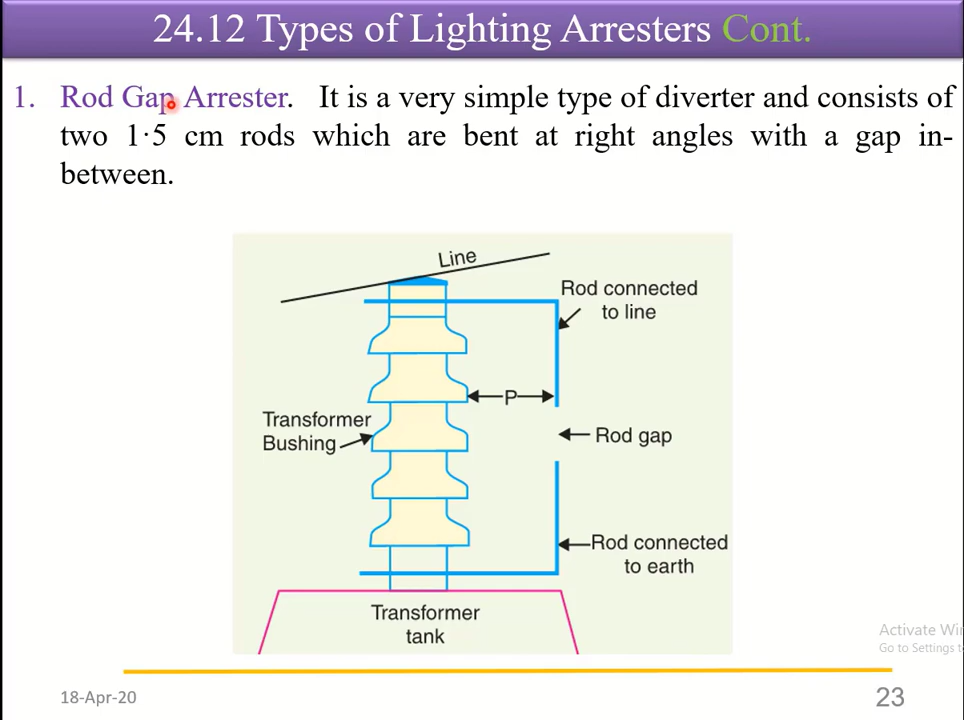 24.12 Types of Lighting Arresters Cont.
1. Rod Gap Arrester. It is a very simple type of diverter and consists of
two 1·5 cm rods which are bent at right angles with a gap in-
between.
Line
Rod connected
to line
P
Transformer
Bushing
Rod gap
Rod connected
to earth
Transformer
tank
Activate Wi
Go to Settings t
18-Apr-20
23